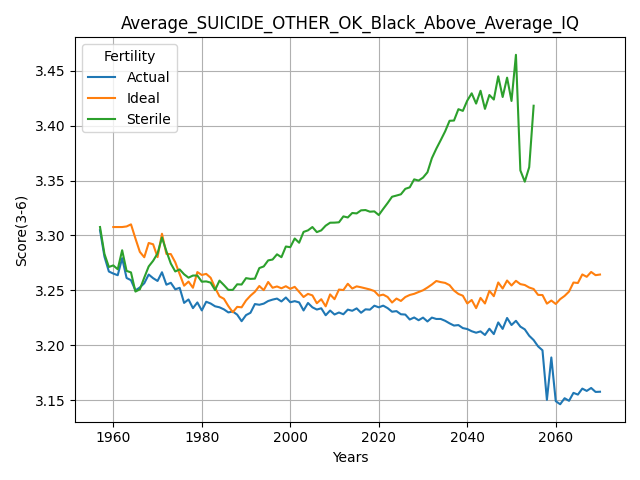 Average_SUICIDE_OTHER_OK_Black_Above_Average_IQ
Fertility
Actual
Ideal
Sterile
3.45
3.40
3.35
3.30
3.25
3.20
3.15
Score(3-6)
1960 1980 2000 2020 2040 2060
Years